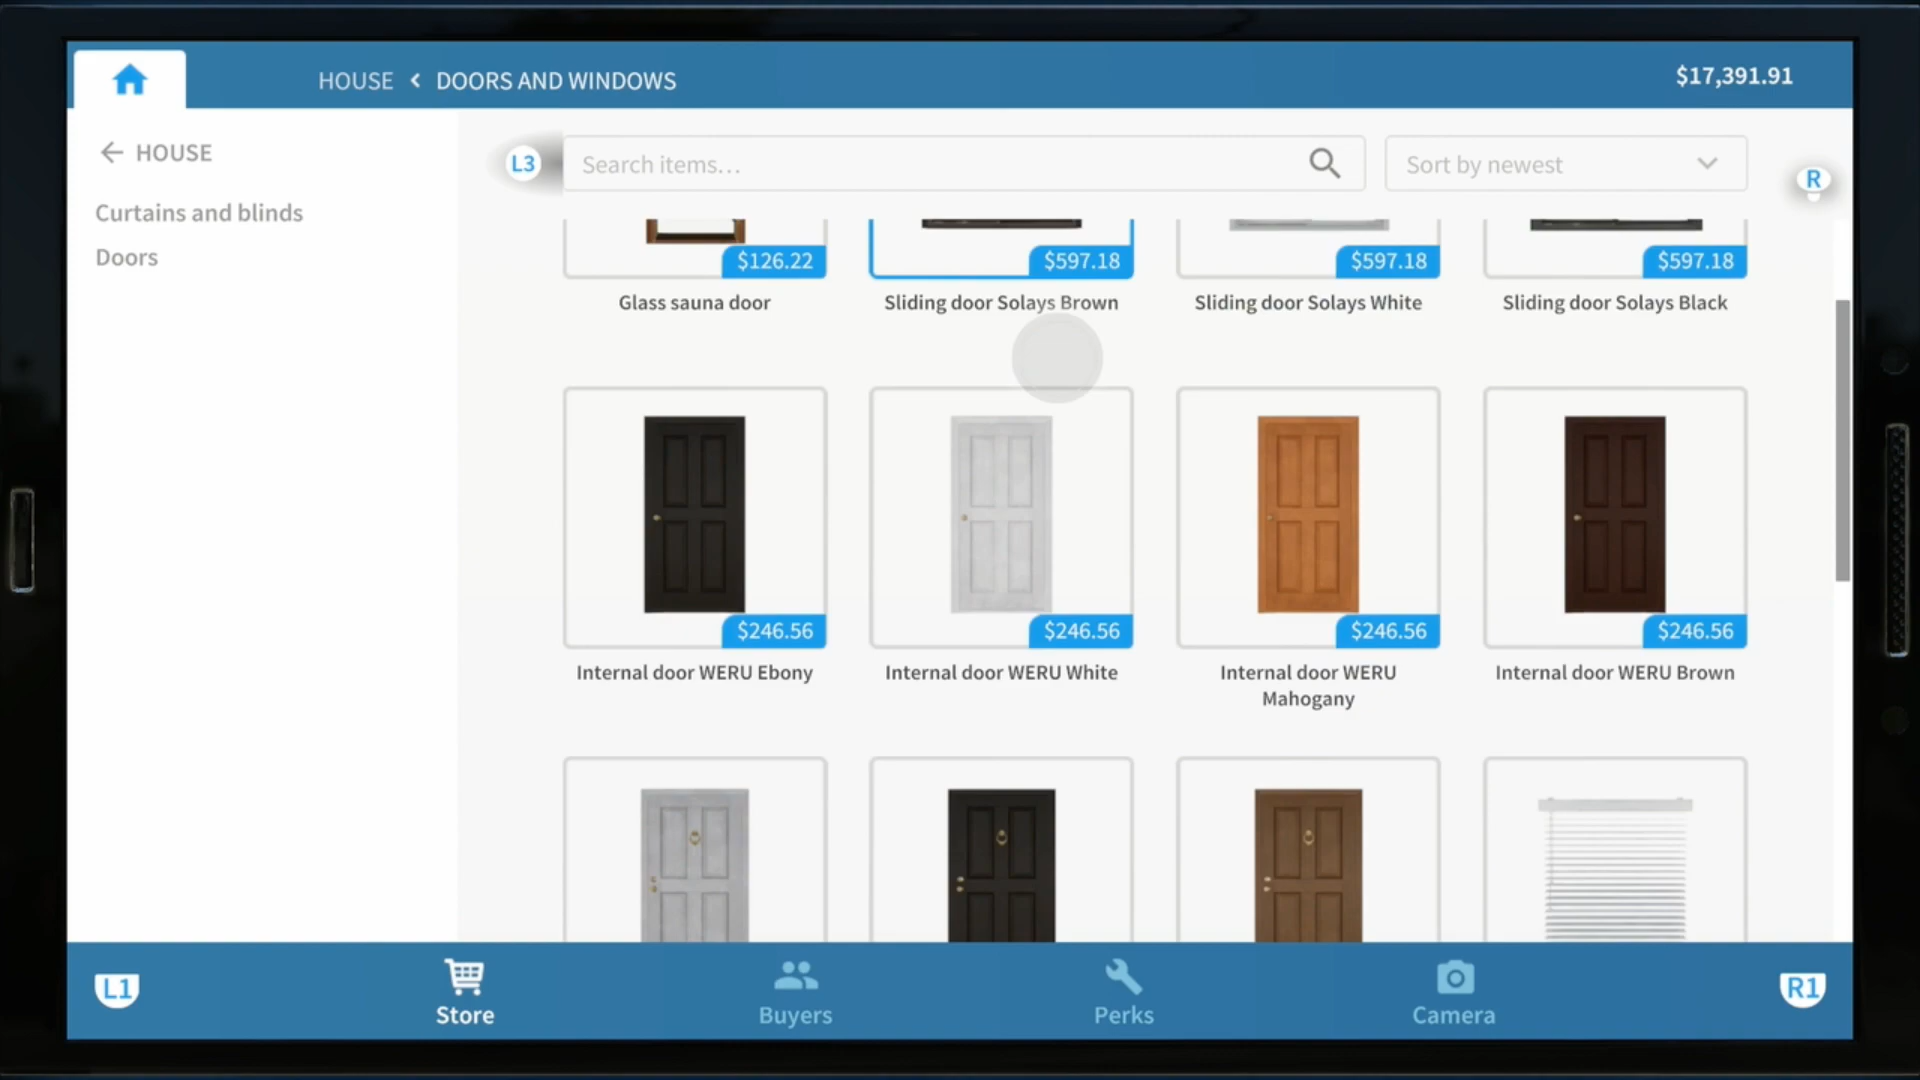 HOUSE < DOORS AND WINDOWS
$17,391.91
HOUSE
Curtains and blinds
Doors
L3
Search items...
Sort by newest
R
$126.22
$597.18
$597.18
$597.18
Glass sauna door
Sliding door Solays Brown
Sliding door Solays White
Sliding door Solays Black
$246.56
$246.56
$246.56
$246.56
Internal door WERU Ebony
Internal door WERU White
Internal door WERU
Mahogany
Internal door WERU Brown
L1
Store
Buyers
Perks
Camera
R1